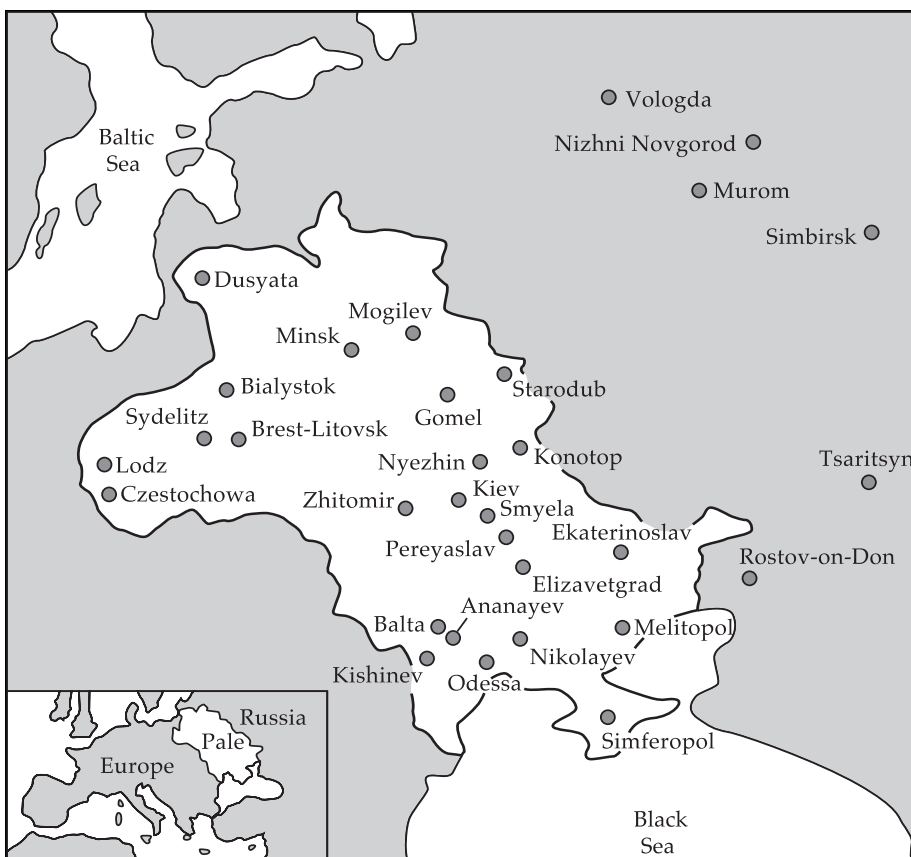 Vologda
Baltic
Sea
Nizhni Novgorod
Murom
Simbirsk
Dusyata
Mogilev
Minsk
Bialystok
Starodub
Sydelitz
Gomel
Brest-Litovsk
Lodz
Nyezhin
Konotop
Tsaritsyn
Czestochowa
Kiev
Zhitomir
Smyela
Ekaterinoslav
Pereyaslav
Rostov-on-Don
Elizavetgrad
Ananayev
Balta
Melitopol
Nikolayev
Kishinev
Odessa
Simferopol
Russia
Pale
Europe
Black
Sea